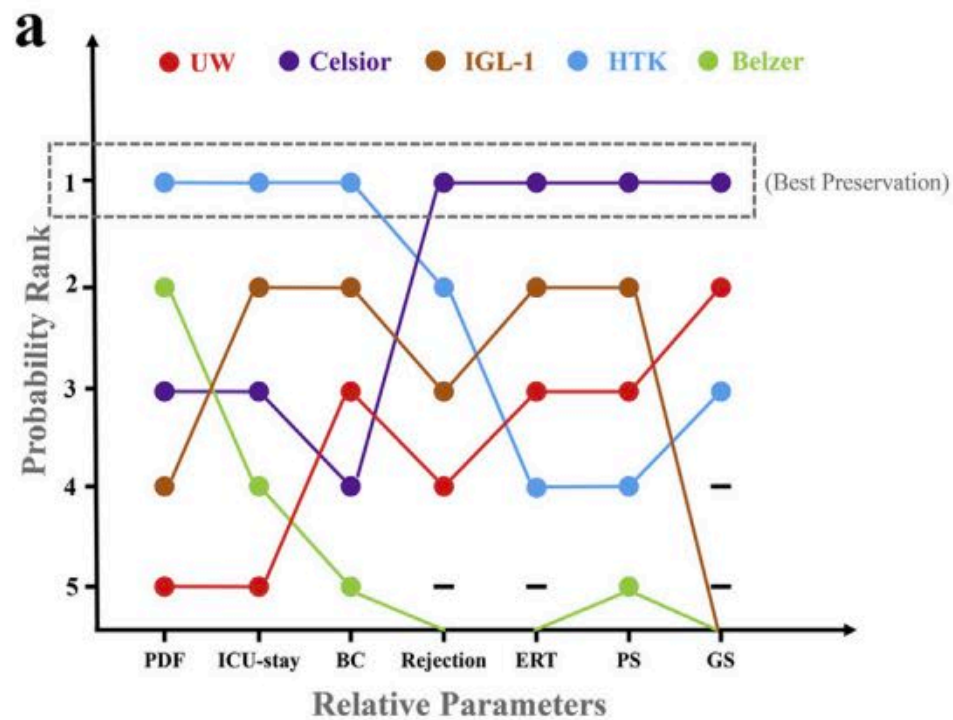 a
UW Celsior IGL-1 HTK Belzer
(Best Preservation)
Probability Rank
1
2
3
4
5
PDF ICU-stay BC Rejection ERT PS GS
Relative Parameters